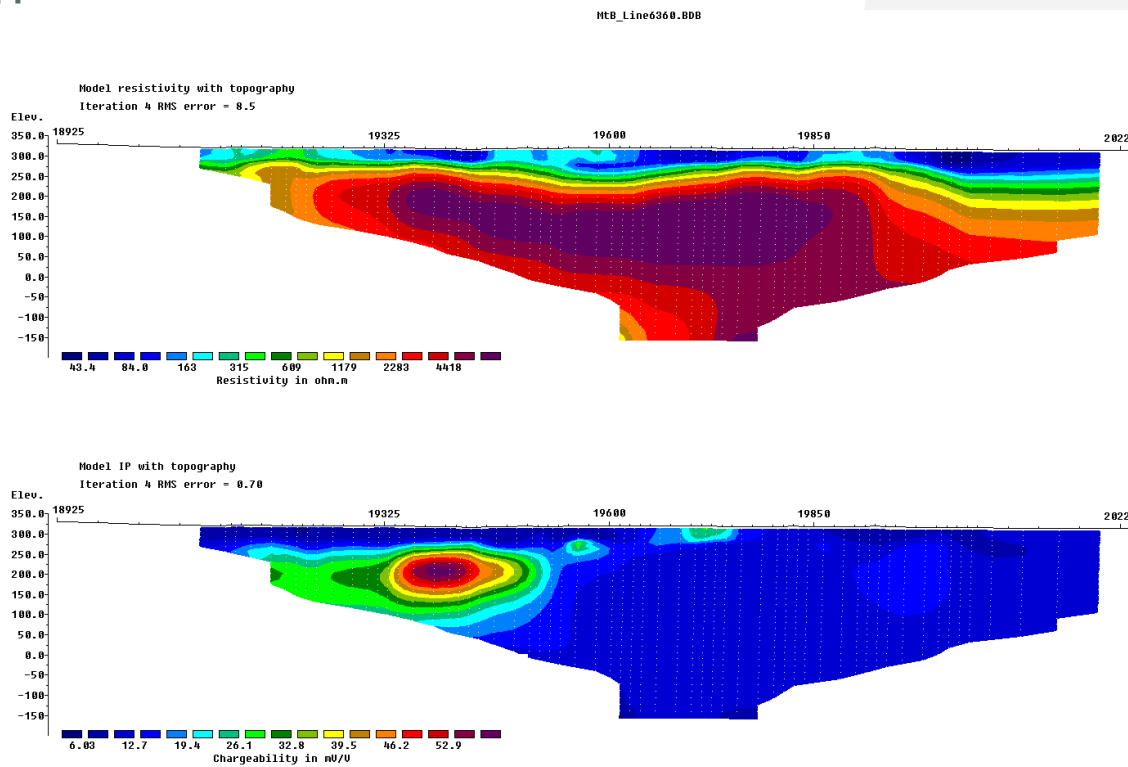 MtB_Line6360.BDB
Model resistivity with topography
Iteration 4 RMS error = 8.5
Elev.
18925 19325 19600 19850 2022
350.0
300.0
250.0
200.0
150.0
100.0
50.0
0.0
-50
-100
-150
43.4 84.0 163 315 609 1179 2283 4418
Resistivity in ohm.m
Model IP with topography
Iteration 4 RMS error = 0.70
Elev.
18925 19325 19600 19850 2022
350.0
300.0
250.0
200.0
150.0
100.0
50.0
0.0
-50
-100
-150
6.03 12.7 19.4 26.1 32.8 39.5 46.2 52.9
Chargeability in mV/V